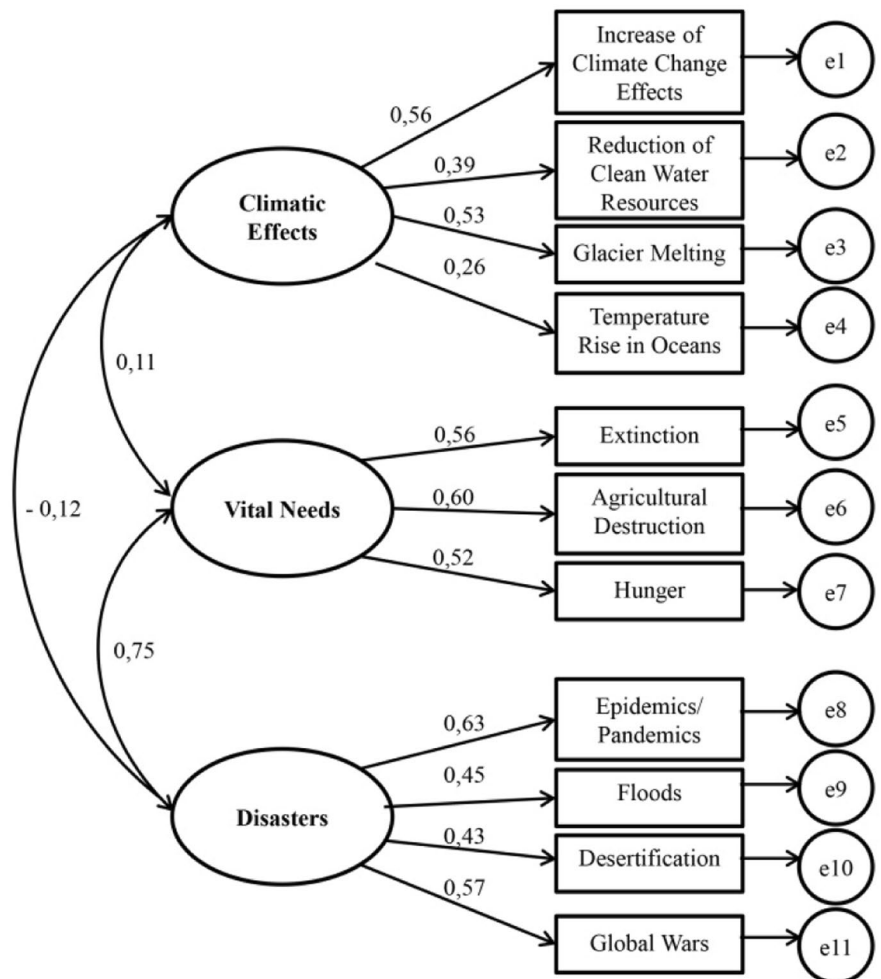 Increase of
Climate Change
Effects
e1
0,56
Reduction of
Clean Water
Resources
e2
0,39
Climatic
Effects
0,53
Glacier Melting
e3
0,26
Temperature
Rise in Oceans
e4
0,11
Extinction
e5
0,56
Vital Needs
0,60
Agricultural
Destruction
e6
- 0,12
0,52
Hunger
e7
0,75
Epidemics/
Pandemics
e8
0,63
0,45
Floods
e9
Disasters
0,43
Desertification
e10
0,57
Global Wars
e11